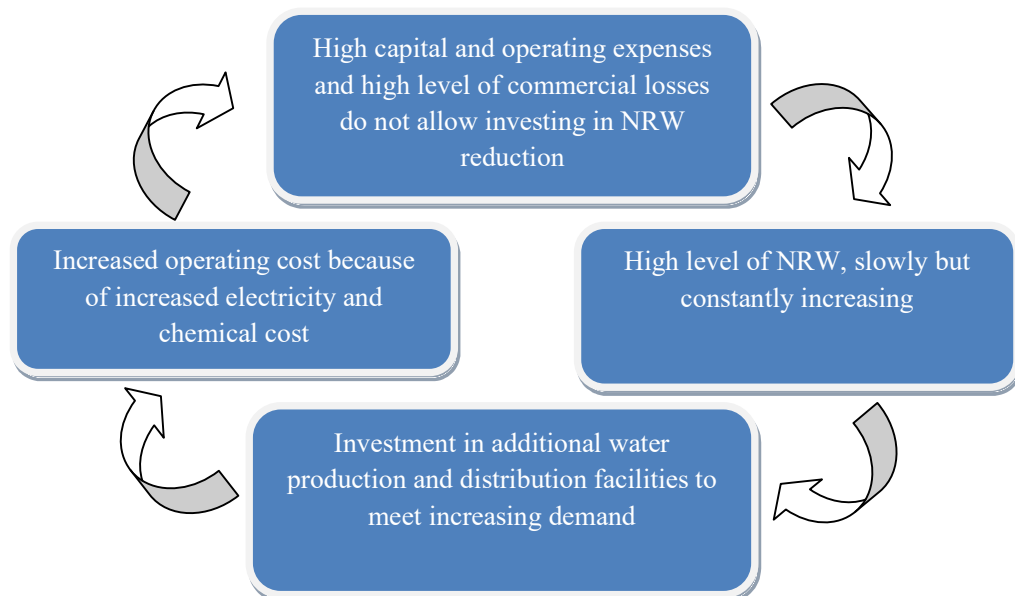 High capital and operating expenses
and high level of commercial losses
do not allow investing in NRW
reduction
Increased operating cost because
of increased electricity and
chemical cost
High level of NRW, slowly but
constantly increasing
Investment in additional water
production and distribution facilities to
meet increasing demand